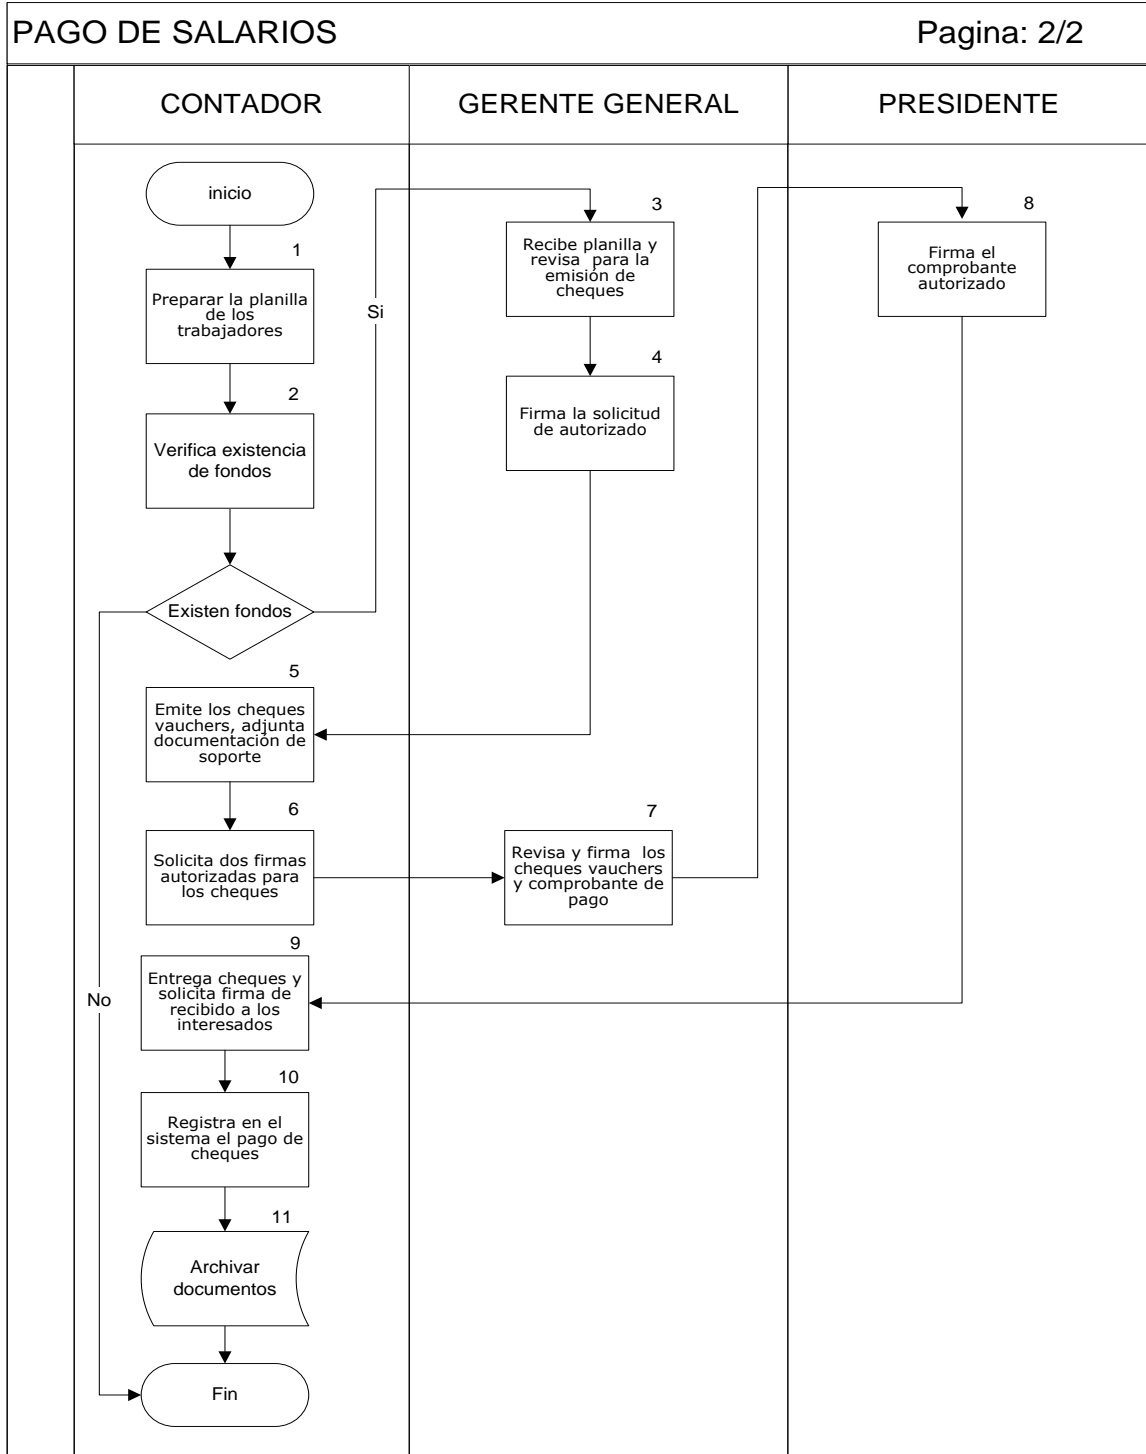 PAGO DE SALARIOS
Pagina: 2/2
CONTADOR
GERENTE GENERAL
PRESIDENTE
inicio
1
Preparar la planilla
de los
trabajadores
2
Verifica existencia
de fondos
Existen fondos
Si
No
3
Recibe planilla y
revisa para la
emisión de
cheques
4
Firma la solicitud
de autorizado
5
Emite los cheques
vauchers, adjunta
documentación de
soporte
6
Solicita dos firmas
autorizadas para
los cheques
7
Revisa y firma los
cheques vauchers
y comprobante de
pago
8
Firma el
comprobante
autorizado
9
Entrega cheques y
solicita firma de
recibido a los
interesados
10
Registra en el
sistema el pago de
cheques
11
Archivar
documentos
Fin